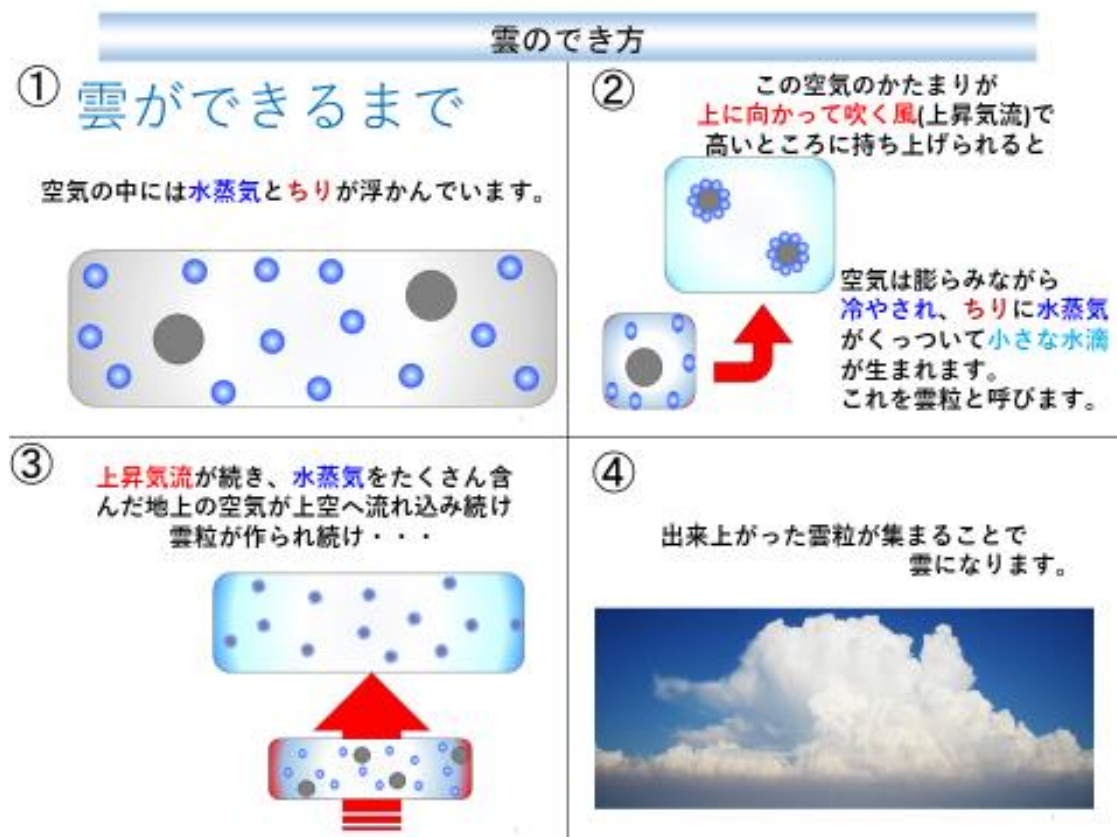 雲のでき方
①
雲ができるまで
空気の中には水蒸気とちりが浮かんでいます。
②
この空気のかたまりが
上に向かって吹く風(上昇気流)で
高いところに持ち上げられると
空気は膨らみながら
冷やされ、ちりに水蒸気
がくっついて小さな水滴
が生まれます。
これを雲粒と呼びます。
③
上昇気流が続き、水蒸気をたくさん含
んだ地上の空気が上空へ流れ込み続け
雲粒が作られ続け・・・
④
出来上がった雲粒が集まることで
雲になります。